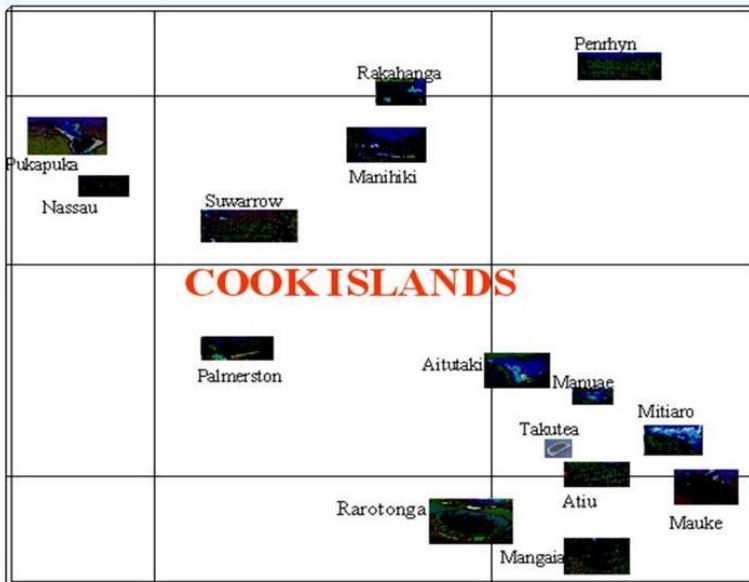 Penrhyn
Rakahanga
Pukapuka
Manihiki
Nassau
Suwarrow
COOK ISLANDS
Palmerston
Aitutaki
Manuae
Mitiaro
Takutea
Atiu
Rarotonga
Mauke
Mangaia